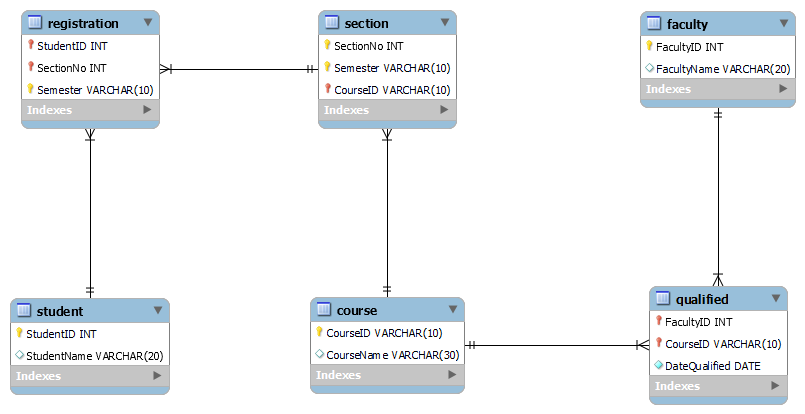 registration
StudentID INT
SectionNo INT
Semester VARCHAR(10)
Indexes
section
SectionNo INT
Semester VARCHAR(10)
CourseID VARCHAR(10)
Indexes
faculty
FacultyID INT
FacultyName VARCHAR(20)
Indexes
student
StudentID INT
StudentName VARCHAR(20)
Indexes
course
CourseID VARCHAR(10)
CourseName VARCHAR(30)
Indexes
qualified
FacultyID INT
CourseID VARCHAR(10)
DateQualified DATE
Indexes